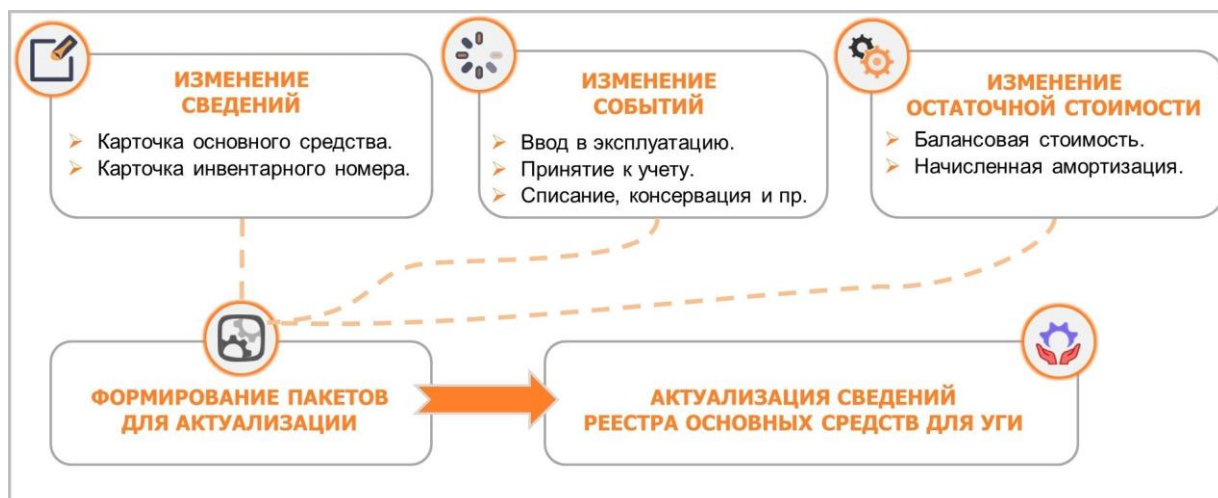 ИЗМЕНЕНИЕ
СВЕДЕНИЙ
Карточка основного средства.
Карточка инвентарного номера.
ИЗМЕНЕНИЕ
СОБЫТИЙ
Ввод в эксплуатацию.
Принятие к учету.
Списание, консервация и пр.
ИЗМЕНЕНИЕ
ОСТАТОЧНОЙ СТОИМОСТИ
Балансовая стоимость.
Начисленная амортизация.
ФОРМИРОВАНИЕ ПАКЕТОВ
ДЛЯ АКТУАЛИЗАЦИИ
АКТУАЛИЗАЦИЯ СВЕДЕНИЙ
РЕЕСТРА ОСНОВНЫХ СРЕДСТВ ДЛЯ УГИ